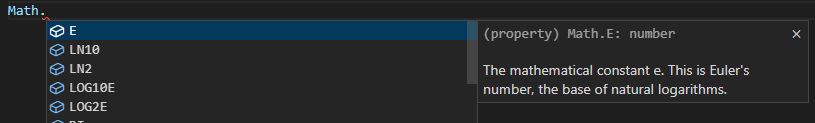 Math.
E
LN10
LN2
LOG10E
LOG2E
(property) Math.E: number
The mathematical constant e. This is Euler's
number, the base of natural logarithms.